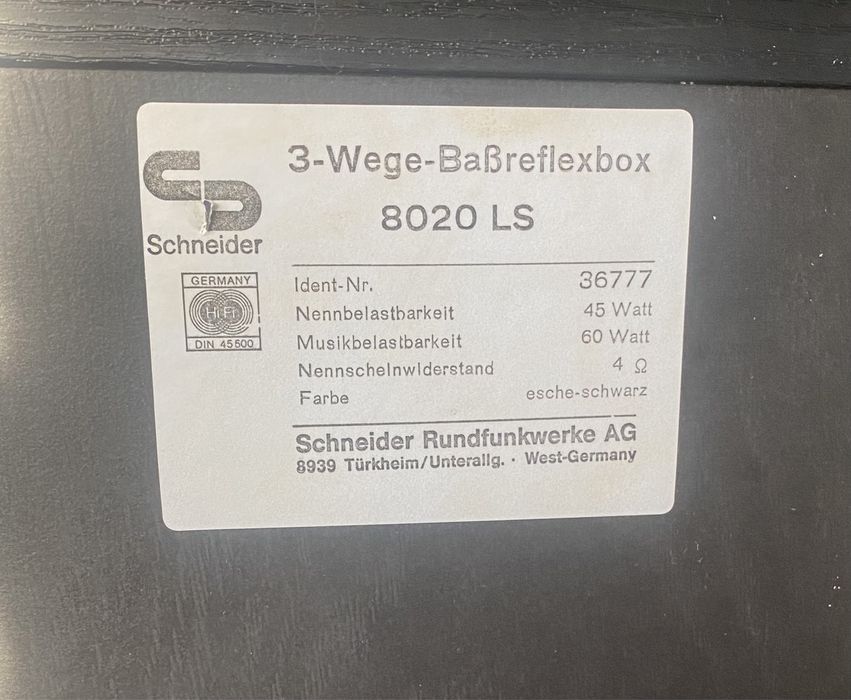 3-Wege-Baßreflexbox
8020 LS
Schneider
GERMANY
HiFi
DIN 45500
Ident-Nr. 36777
Nennbelastbarkeit 45 Watt
Musikbelastbarkeit 60 Watt
Nennscheinwiderstand 4 Ω
Farbe esche-schwarz
Schneider Rundfunkwerke AG
8939 Türkheim/Unterallg. · West-Germany